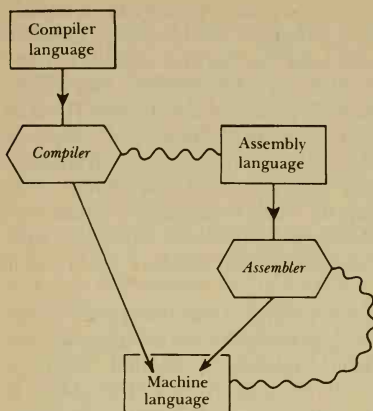 Compiler
language
Compiler
Assembly
language
Assembler
Machine
language